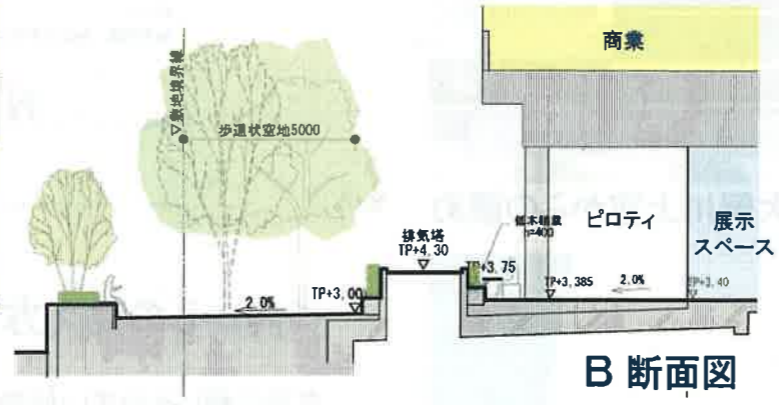 商業
▽敷地境界線
歩道状空地5000
排気塔
TP+4.30
低木植栽
h=400
ピロティ
展示
スペース
TP+3.75
TP+3.00
2.0%
TP+3.385
2.0%
TP+3.40
B 断面図